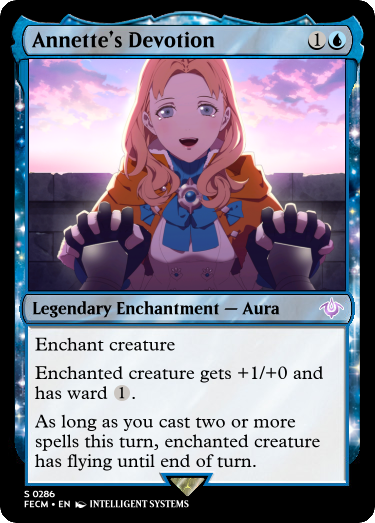 Annette's Devotion 1
Legendary Enchantment — Aura
Enchant creature
Enchanted creature gets +1/+0 and
has ward 1.
As long as you cast two or more
spells this turn, enchanted creature
has flying until end of turn.
S 0286
FECM • EN INTELLIGENT SYSTEMS